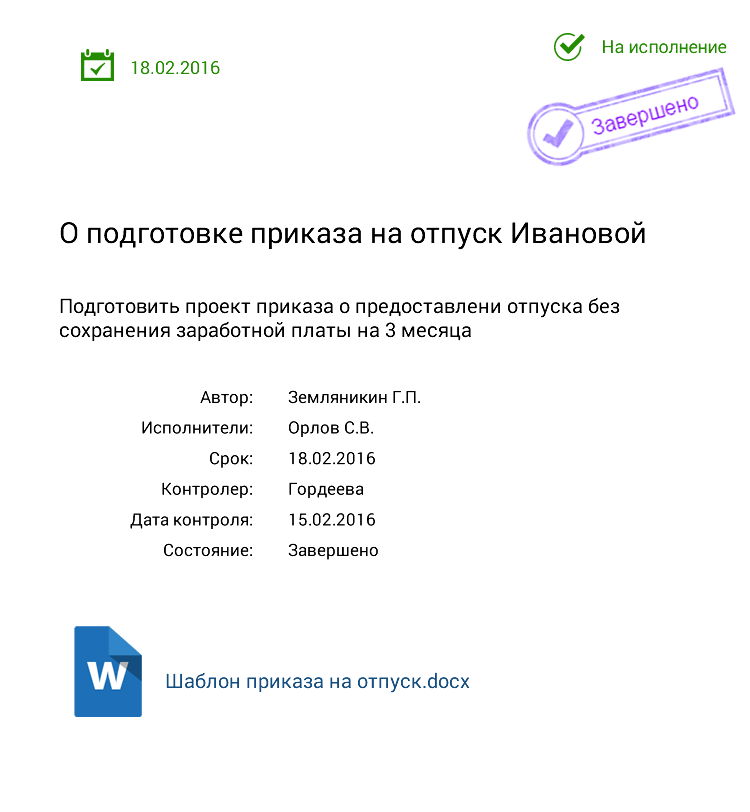 18.02.2016
На исполнение
Завершено
О подготовке приказа на отпуск Ивановой
Подготовить проект приказа о предоставлени отпуска без
сохранения заработной платы на 3 месяца
Автор: Земляникин Г.П.
Исполнители: Орлов С.В.
Срок: 18.02.2016
Контролер: Гордеева
Дата контроля: 15.02.2016
Состояние: Завершено
W
Шаблон приказа на отпуск.docx